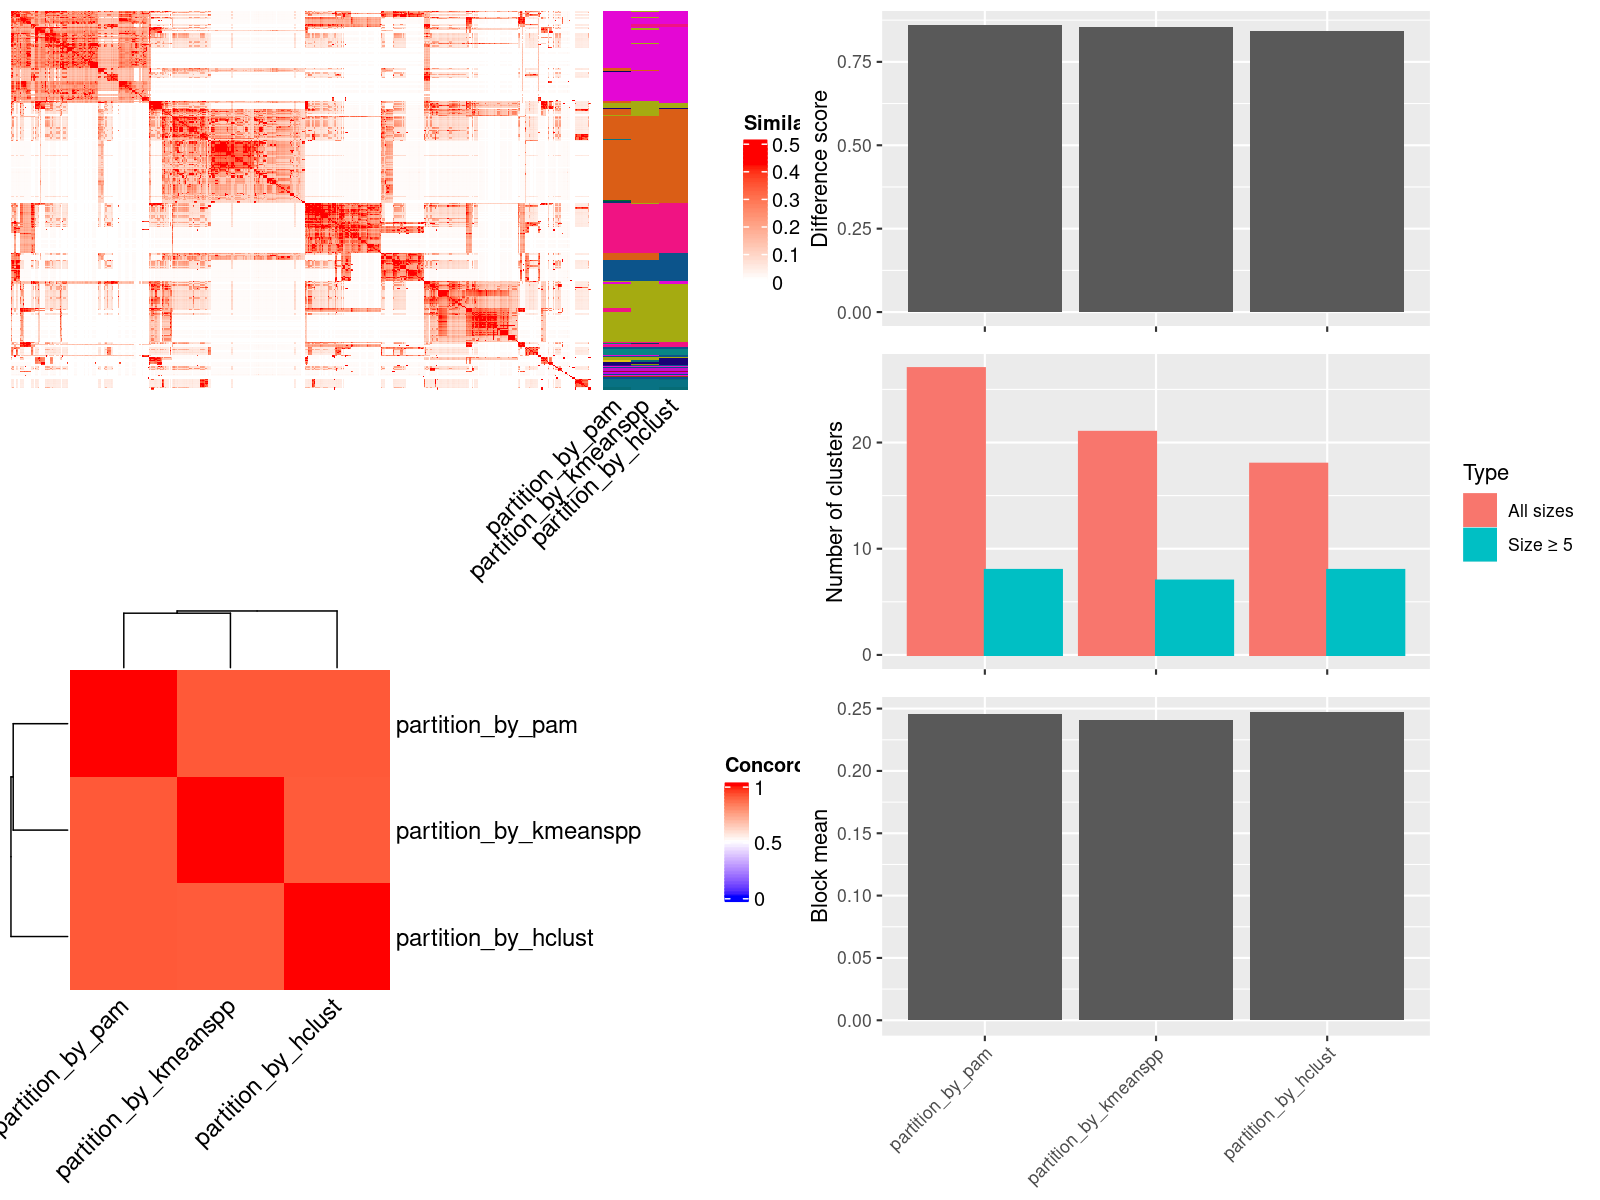 Simila
0.5
0.4
0.3
0.2
0.1
0
partition_by_pam
partition_by_kmeanspp
partition_by_hclust
Difference score
0.75
0.50
0.25
0.00
Number of clusters
20
10
0
Type
All sizes
Size ≥ 5
partition_by_pam
partition_by_kmeanspp
partition_by_hclust
partition_by_pam
partition_by_kmeanspp
partition_by_hclust
Concord
1
0.5
0
Block mean
0.25
0.20
0.15
0.10
0.05
0.00
partition_by_pam
partition_by_kmeanspp
partition_by_hclust